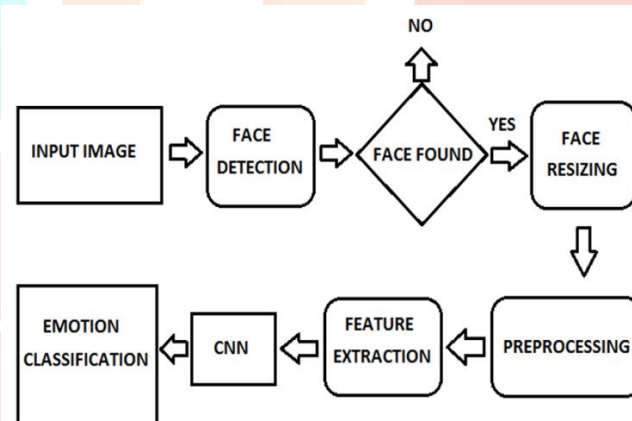 NO
INPUT IMAGE
FACE
DETECTION
FACE FOUND
YES
FACE
RESIZING
PREPROCESSING
FEATURE
EXTRACTION
CNN
EMOTION
CLASSIFICATION